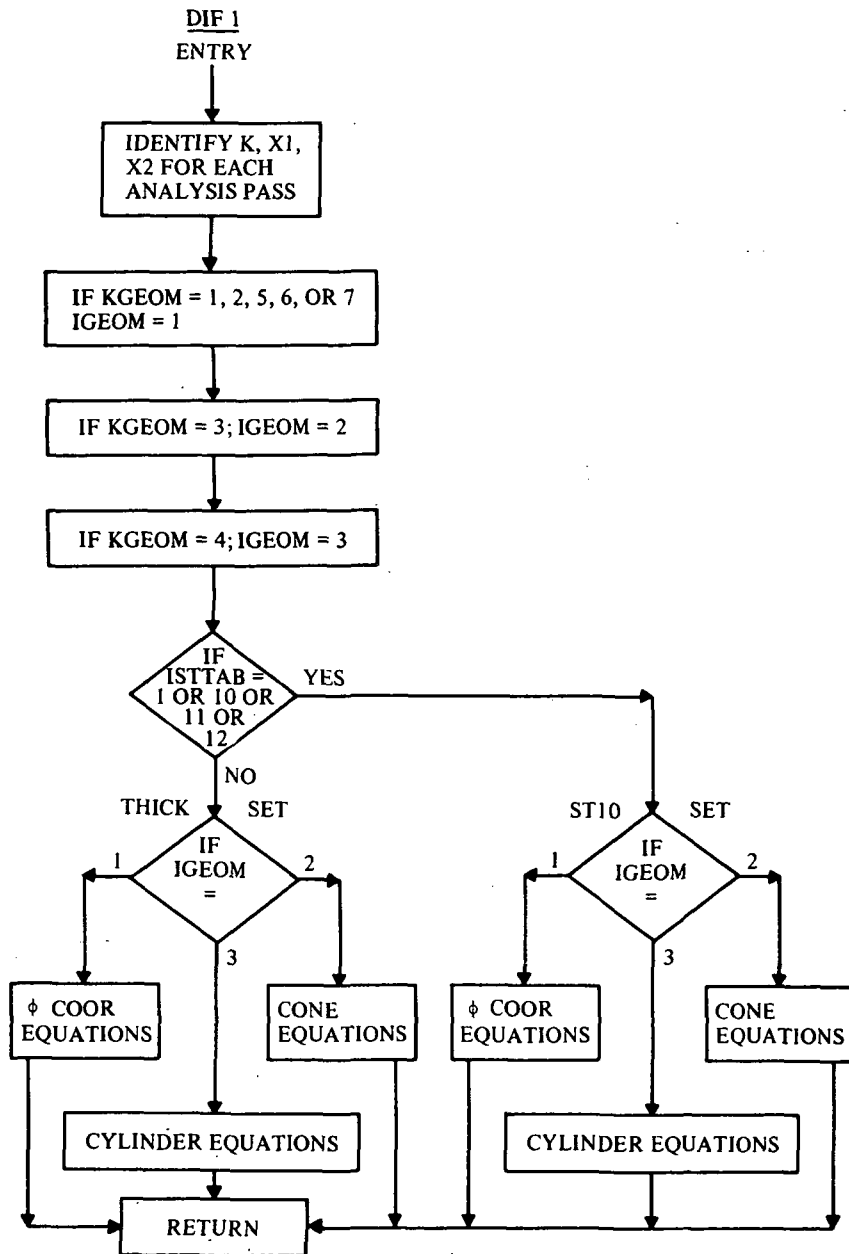 DIF 1
ENTRY
IDENTIFY K, X1,
X2 FOR EACH
ANALYSIS PASS
IF KGEOM = 1, 2, 5, 6, OR 7
IGEOM = 1
IF KGEOM = 3; IGEOM = 2
IF KGEOM = 4; IGEOM = 3
IF
ISTTAB =
1 OR 10 OR
11 OR
12
YES
NO
THICK SET
IF
IGEOM
=
1
2
3
ST10 SET
IF
IGEOM
=
1
2
3
ϕ COOR
EQUATIONS
CONE
EQUATIONS
ϕ COOR
EQUATIONS
CONE
EQUATIONS
CYLINDER EQUATIONS
CYLINDER EQUATIONS
RETURN